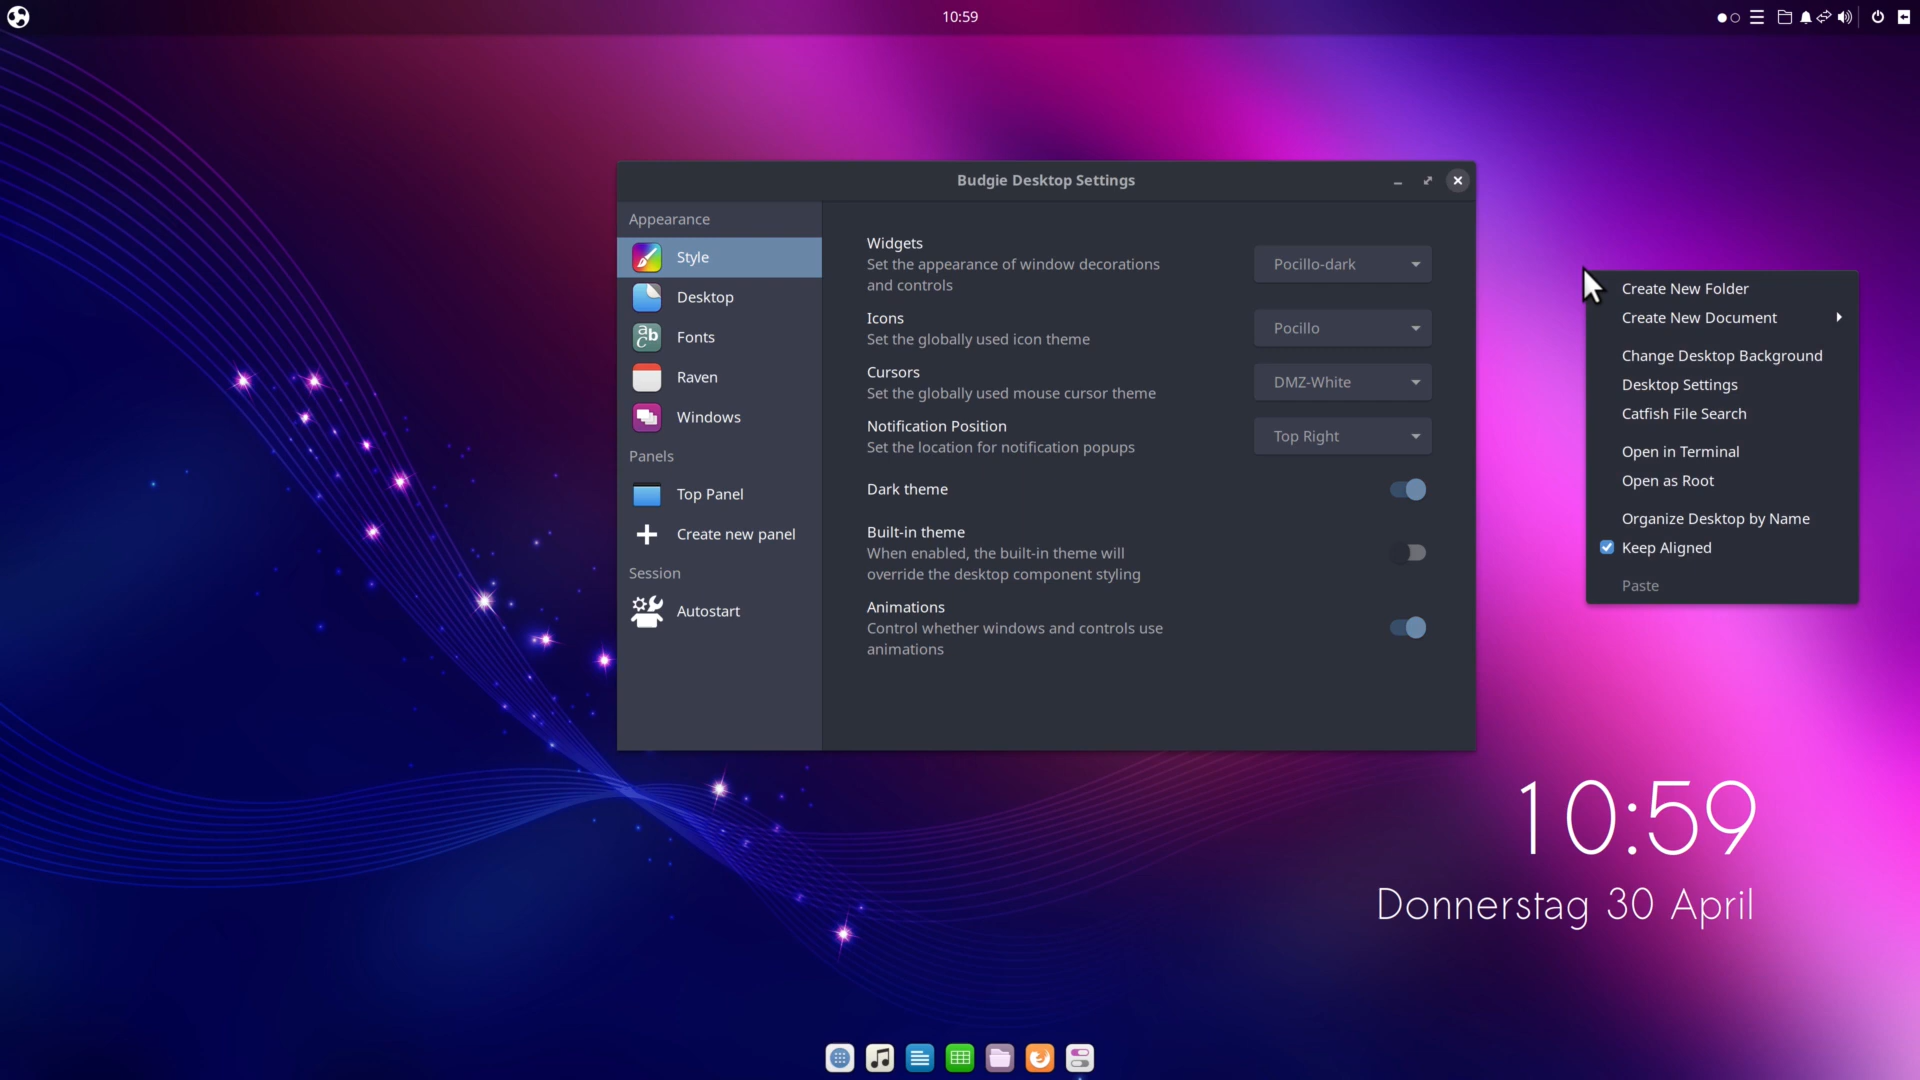 10:59
Budgie Desktop Settings
Appearance
Style
Desktop
Fonts
Raven
Windows
Panels
Top Panel
Create new panel
Session
Autostart
Widgets
Set the appearance of window decorations
and controls
Pocillo-dark
Icons
Set the globally used icon theme
Pocillo
Cursors
Set the globally used mouse cursor theme
DMZ-White
Notification Position
Set the location for notification popups
Top Right
Dark theme
Built-in theme
When enabled, the built-in theme will
override the desktop component styling
Animations
Control whether windows and controls use
animations
Create New Folder
Create New Document
Change Desktop Background
Desktop Settings
Catfish File Search
Open in Terminal
Open as Root
Organize Desktop by Name
Keep Aligned
Paste
10:59
Donnerstag 30 April